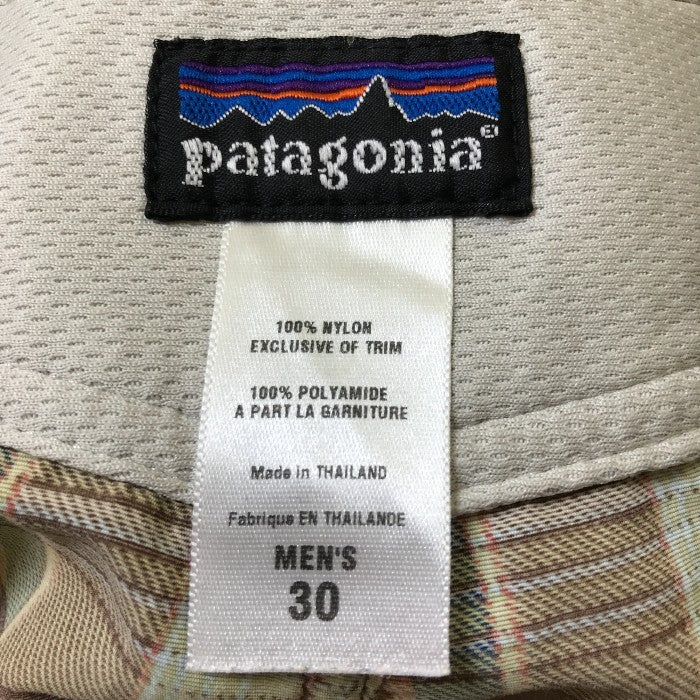 patagonia
100% NYLON
EXCLUSIVE OF TRIM
100% POLYAMIDE
A PART LA GARNITURE
Made in THAILAND
Fabrique EN THAILANDE
MEN'S
30